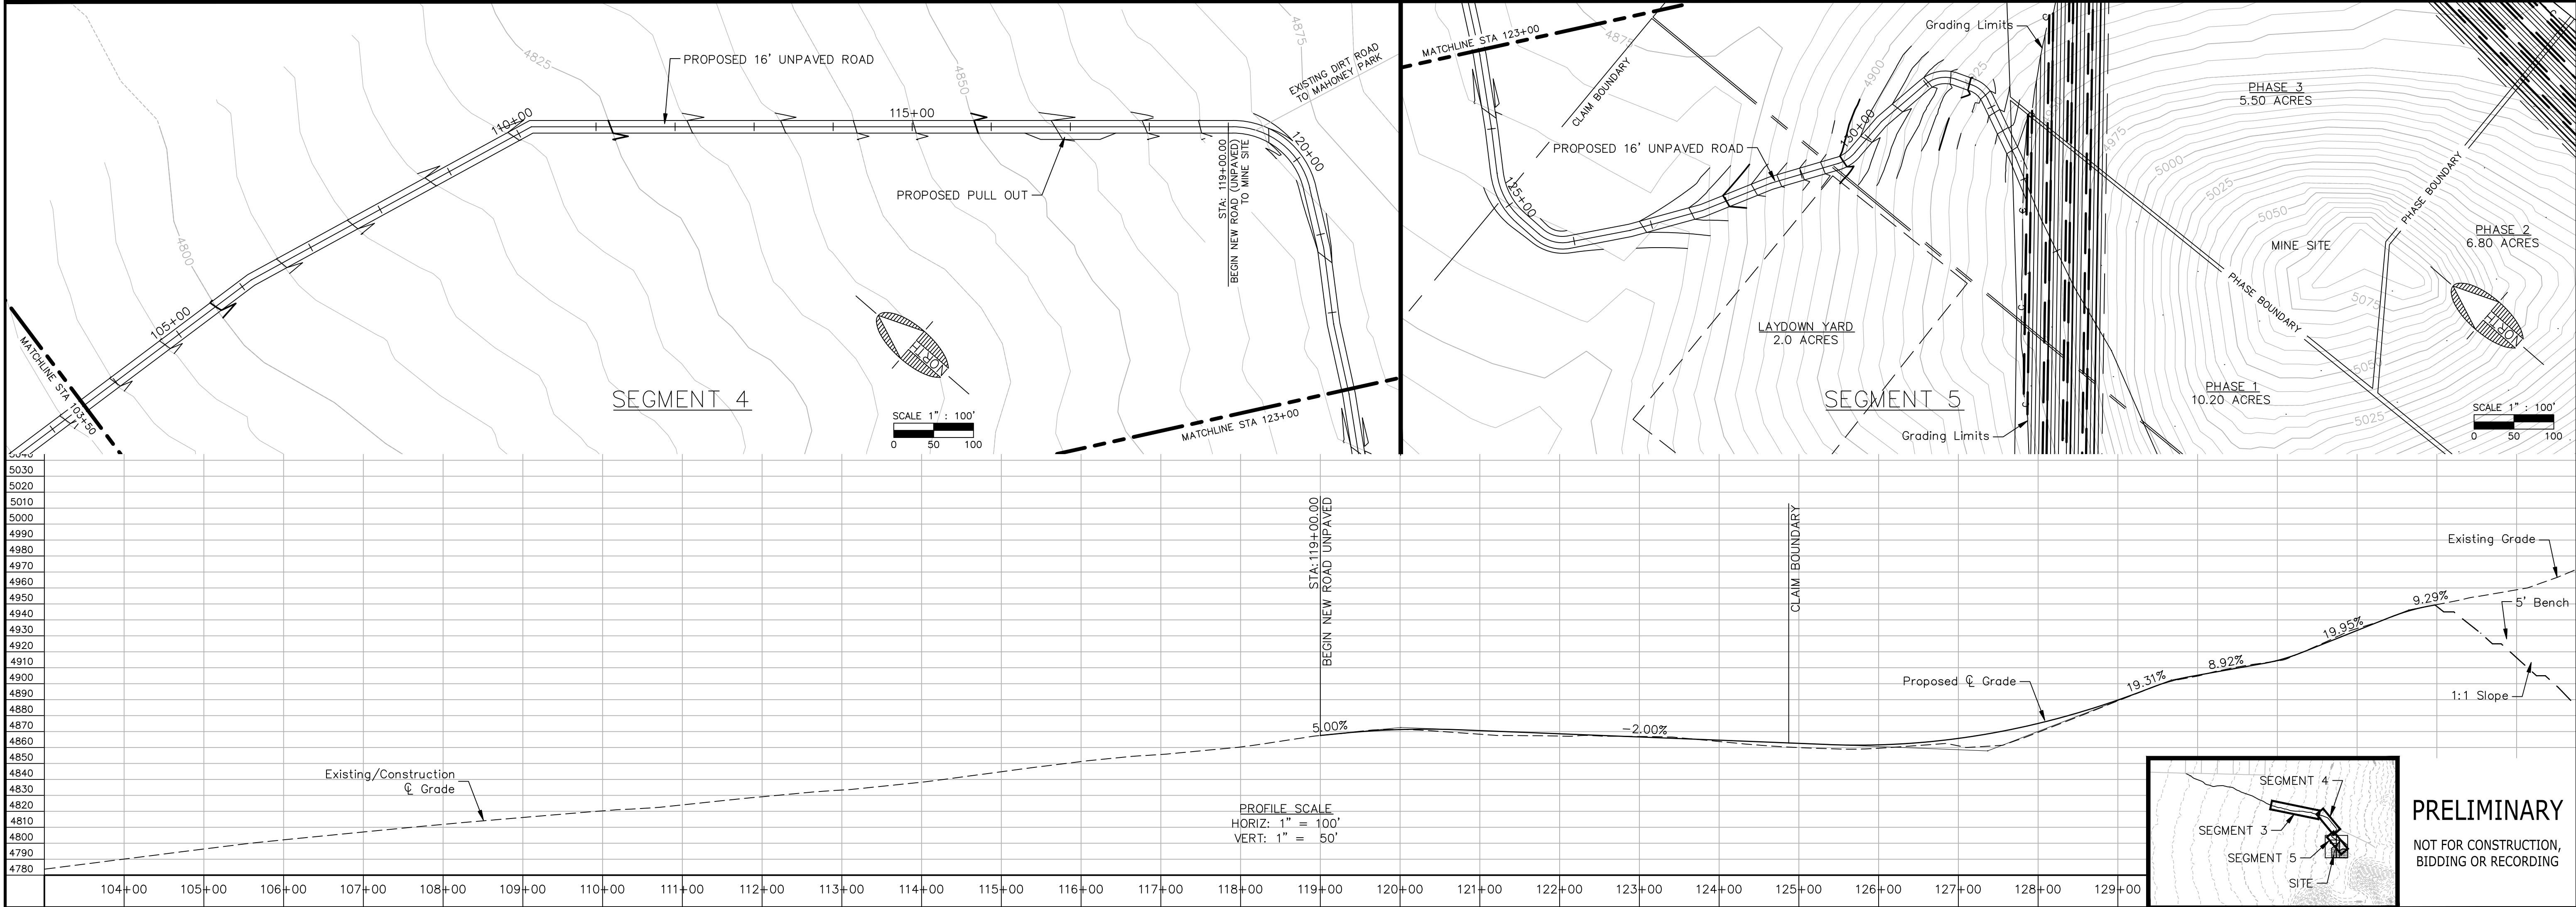 4825
PROPOSED 16' UNPAVED ROAD
4850
4875
EXISTING DIRT ROAD
TO MAHONEY PARK
110+00
115+00
120+00
PROPOSED PULL OUT
STA: 119+00.00
BEGIN NEW ROAD (UNPAVED)
TO MINE SITE
4800
105+00
MATCHLINE STA 103+50
SEGMENT 4
NORTH
SCALE 1" : 100'
0 50 100
MATCHLINE STA 123+00
MATCHLINE STA 123+00
4875
CLAIM BOUNDARY
4900
Grading Limits
PHASE 3
5.50 ACRES
130+00
PROPOSED 16' UNPAVED ROAD
125+00
4975
5000
5025
5050
PHASE BOUNDARY
PHASE 2
6.80 ACRES
MINE SITE
PHASE BOUNDARY
5075
LAYDOWN YARD
2.0 ACRES
SEGMENT 5
PHASE 1
10.20 ACRES
5025
Grading Limits
NORTH
SCALE 1" : 100'
0 50 100
5040
5030
5020
5010
5000
4990
4980
4970
4960
4950
4940
4930
4920
4910
4900
4890
4880
4870
4860
4850
4840
4830
4820
4810
4800
4790
4780
STA:119+00.00
BEGIN NEW ROAD UNPAVED
CLAIM BOUNDARY
Existing Grade
9.29%
5' Bench
19.95%
8.92%
19.31%
1:1 Slope
Proposed ℄ Grade
5.00%
-2.00%
Existing/Construction
℄ Grade
PROFILE SCALE
HORIZ: 1" = 100'
VERT: 1" = 50'
104+00 105+00 106+00 107+00 108+00 109+00 110+00 111+00 112+00 113+00 114+00 115+00 116+00 117+00 118+00 119+00 120+00 121+00 122+00 123+00 124+00 125+00 126+00 127+00 128+00 129+00
SEGMENT 4
SEGMENT 3
SEGMENT 5
SITE
PRELIMINARY
NOT FOR CONSTRUCTION,
BIDDING OR RECORDING